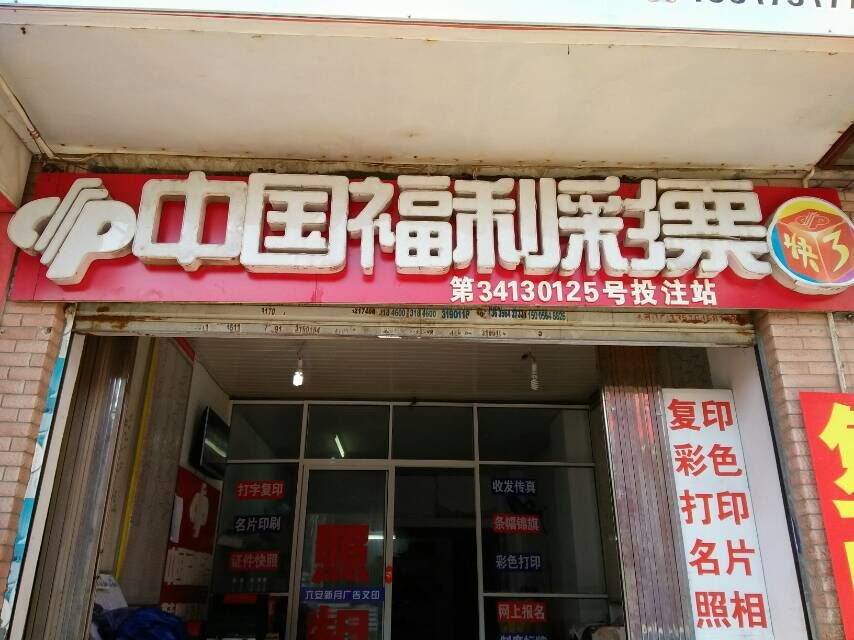 中国福利彩票
快3
第34130125号投注站
打字复印
名片印刷
证件快照
照相
六安新月广告文印
收发传真
条幅锦旗
彩色打印
网上报名
复印
彩色
打印
名片
照相